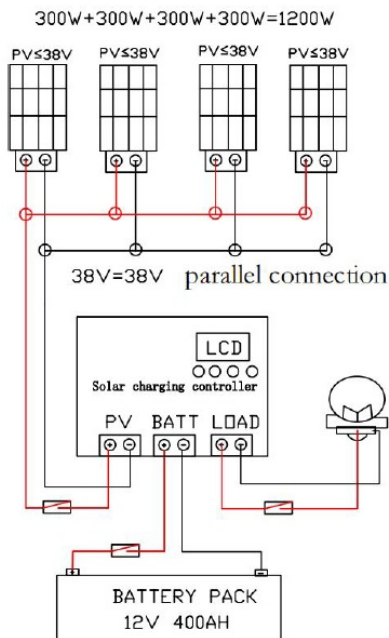 300W+300W+300W+300W=1200W
PV≤38V PV≤38V PV≤38V PV≤38V
38V=38V parallel connection
LCD
Solar charging controller
PV BATT LOAD
BATTERY PACK
12V 400AH